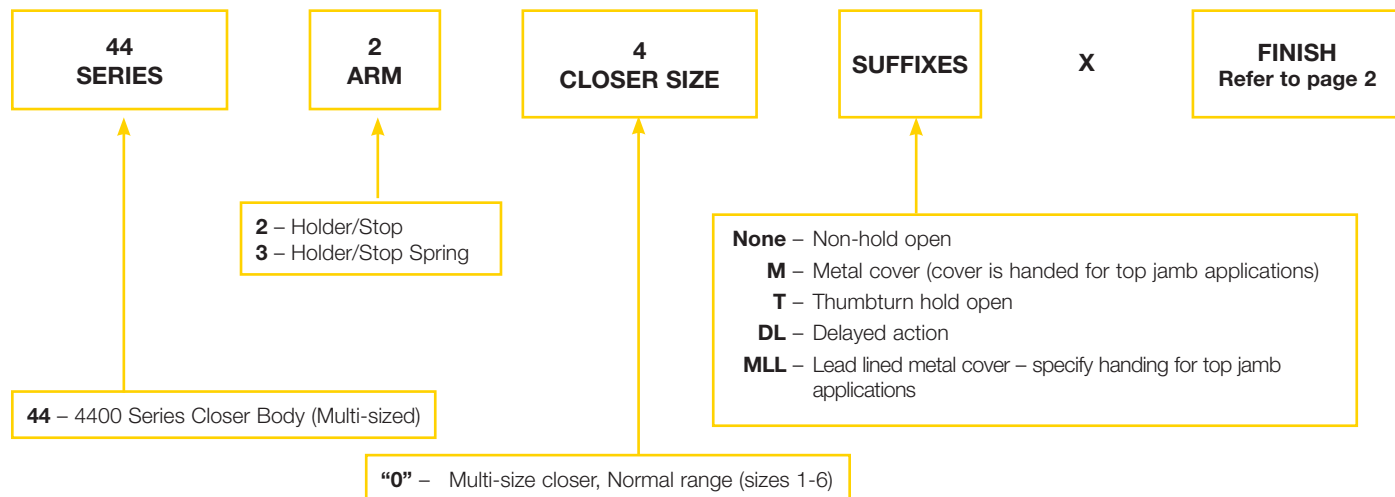 44
SERIES
2
ARM
4
CLOSER SIZE
SUFFIXES
X
FINISH
Refer to page 2
2 – Holder/Stop
3 – Holder/Stop Spring
None – Non-hold open
M – Metal cover (cover is handed for top jamb applications)
T – Thumbturn hold open
DL – Delayed action
MLL – Lead lined metal cover – specify handing for top jamb
applications
44 – 4400 Series Closer Body (Multi-sized)
“0” – Multi-size closer, Normal range (sizes 1-6)